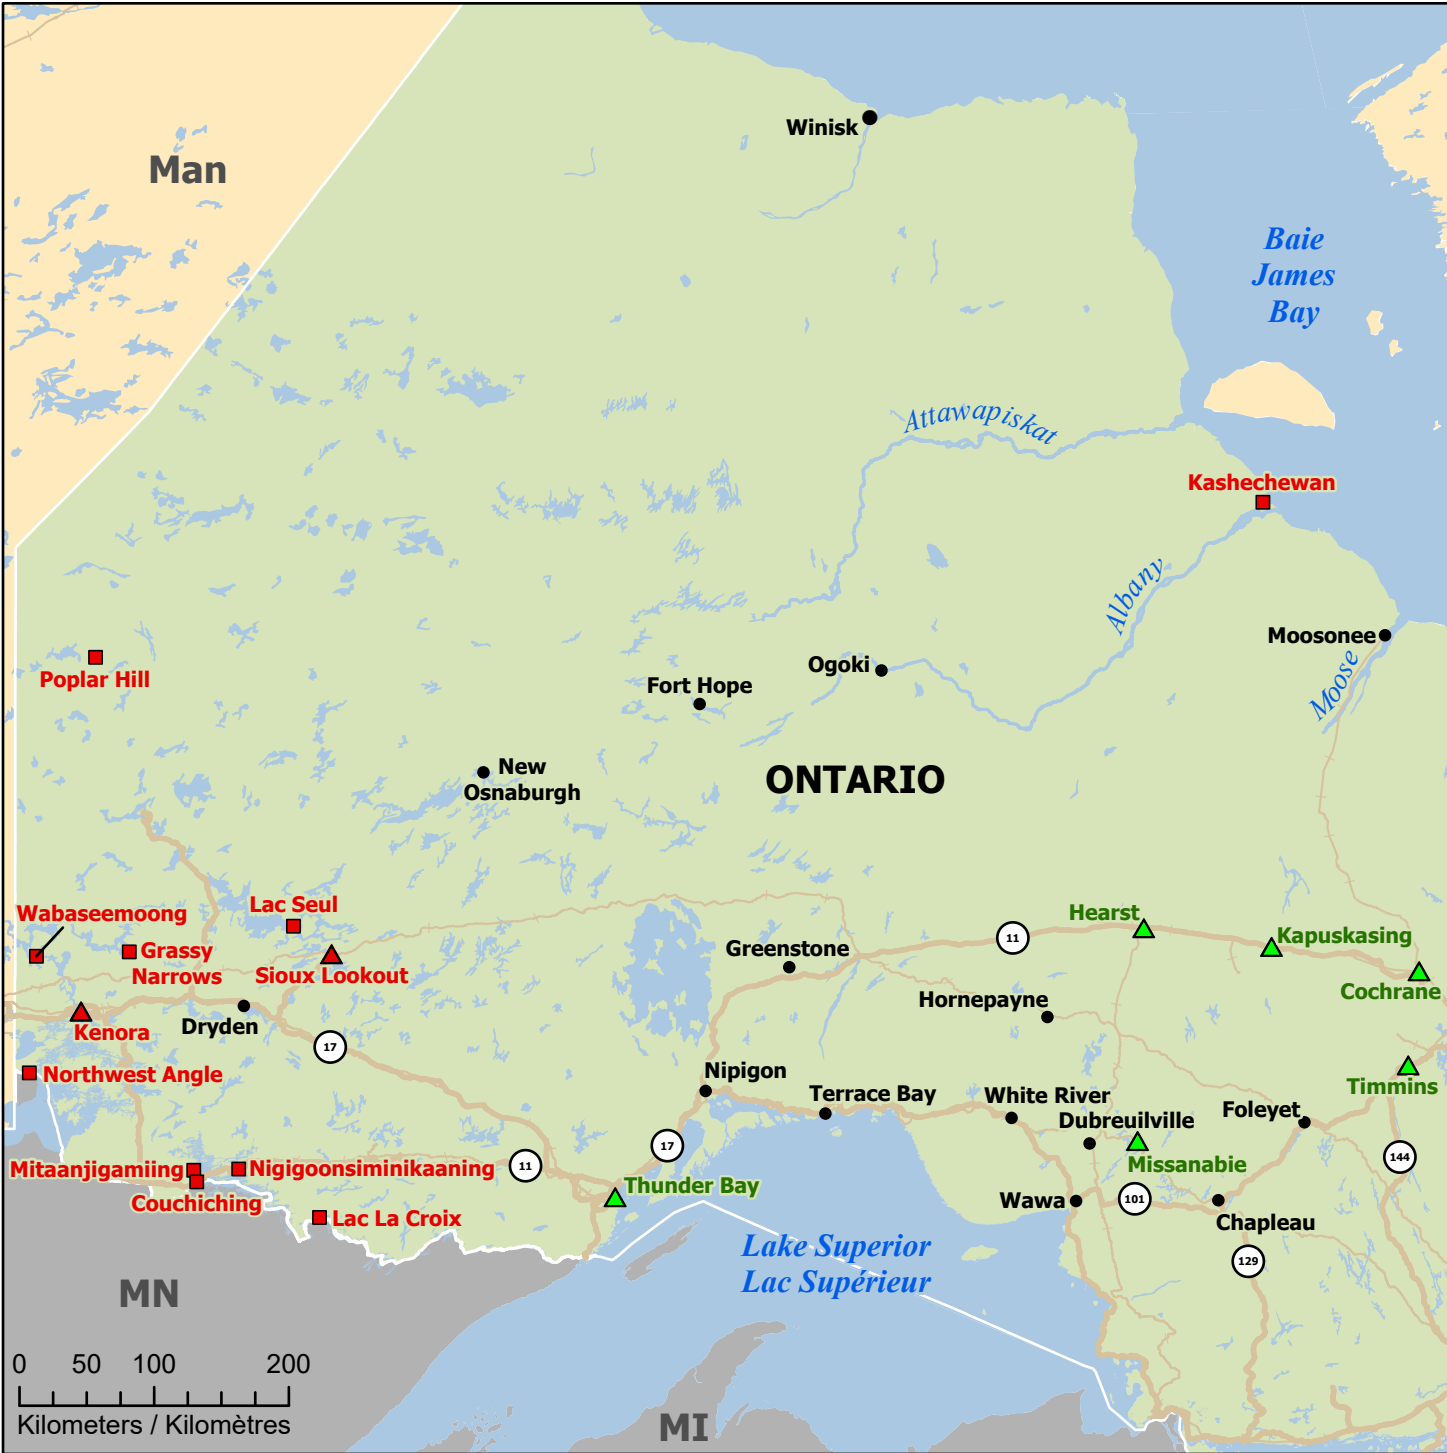 Winisk
Man
Baie
James
Bay
Attawapiskat
Kashechewan
Albany
Moosonee
Moose
Poplar Hill
Ogoki
Fort Hope
New
Osnaburgh
ONTARIO
Lac Seul
Wabaseemoong
Grassy
Narrows
Sioux Lookout
Hearst
11
Kapuskasing
Greenstone
Cochrane
Hornepayne
Kenora
Dryden
17
Northwest Angle
Nipigon
Terrace Bay
White River
Timmins
Foleyet
Dubreuilville
17
144
Mitaanjigamiing
Nigigoonsiminikaaning
11
Missanabie
Thunder Bay
Couchiching
Wawa
101
Lac La Croix
Chapleau
Lake Superior
Lac Supérieur
129
MN
0 50 100 200
Kilometers / Kilomètres
MI